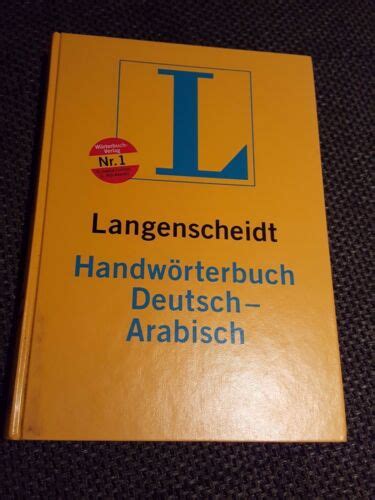 L
Wörterbuch-
Verlag
Nr. 1
Langenscheidt
Handwörterbuch
Deutsch–
Arabisch